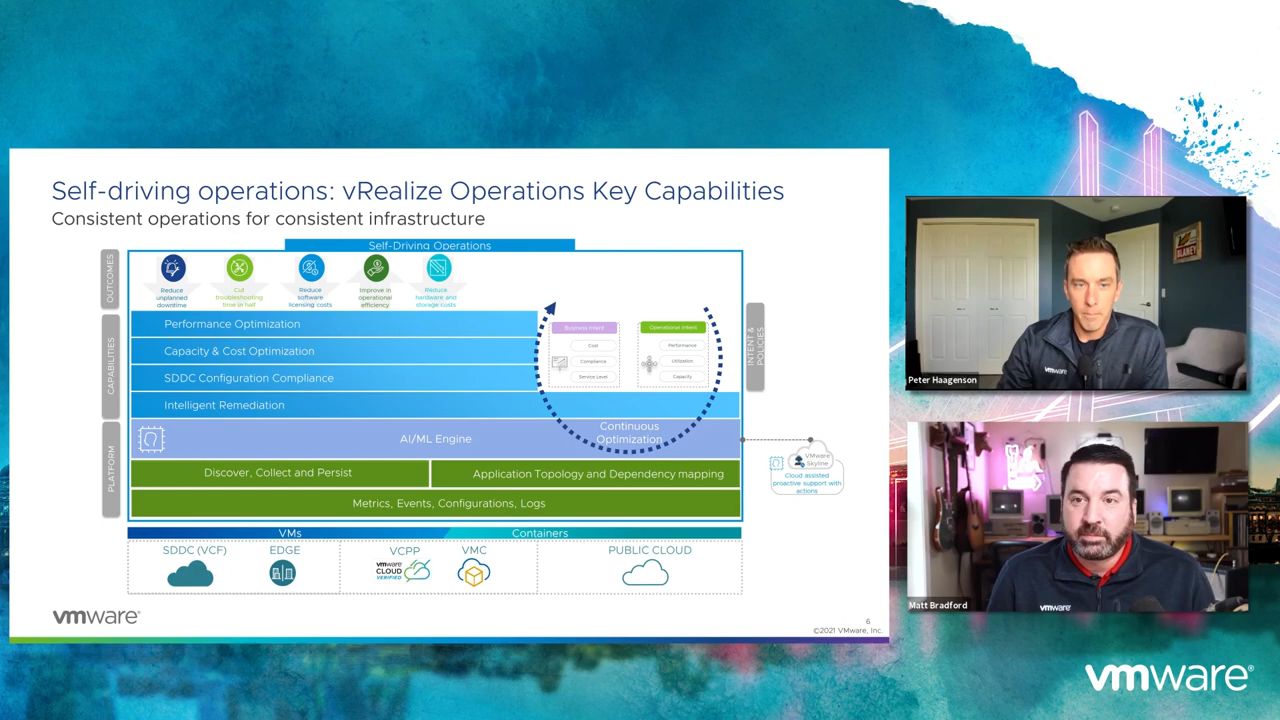 Self-driving operations: vRealize Operations Key Capabilities
Consistent operations for consistent infrastructure
Self-Driving Operations
OUTCOMES
Reduce
unplanned
downtime
Cut
troubleshooting
time in half
Reduce
software
licensing costs
Improve in
operational
efficiency
Reduce
hardware and
storage costs
CAPABILITIES
Performance Optimization
Capacity & Cost Optimization
SDDC Configuration Compliance
Intelligent Remediation
Business Intent
Cost
Compliance
Service Level
Operational Intent
Performance
Utilization
Capacity
INTENT &
POLICIES
PLATFORM
AI/ML Engine
Continuous
Optimization
Discover, Collect and Persist
Application Topology and Dependency mapping
Metrics, Events, Configurations, Logs
VMware
Skyline
Cloud assisted
proactive support with
actions
VMs
Containers
SDDC (VCF)
EDGE
VCPP
VMC
PUBLIC CLOUD
vmware
CLOUD
VERIFIED
vmware®
6
©2021 VMware, Inc.
vmware
Peter Haagenson
vmware
Matt Bradford
vmware®